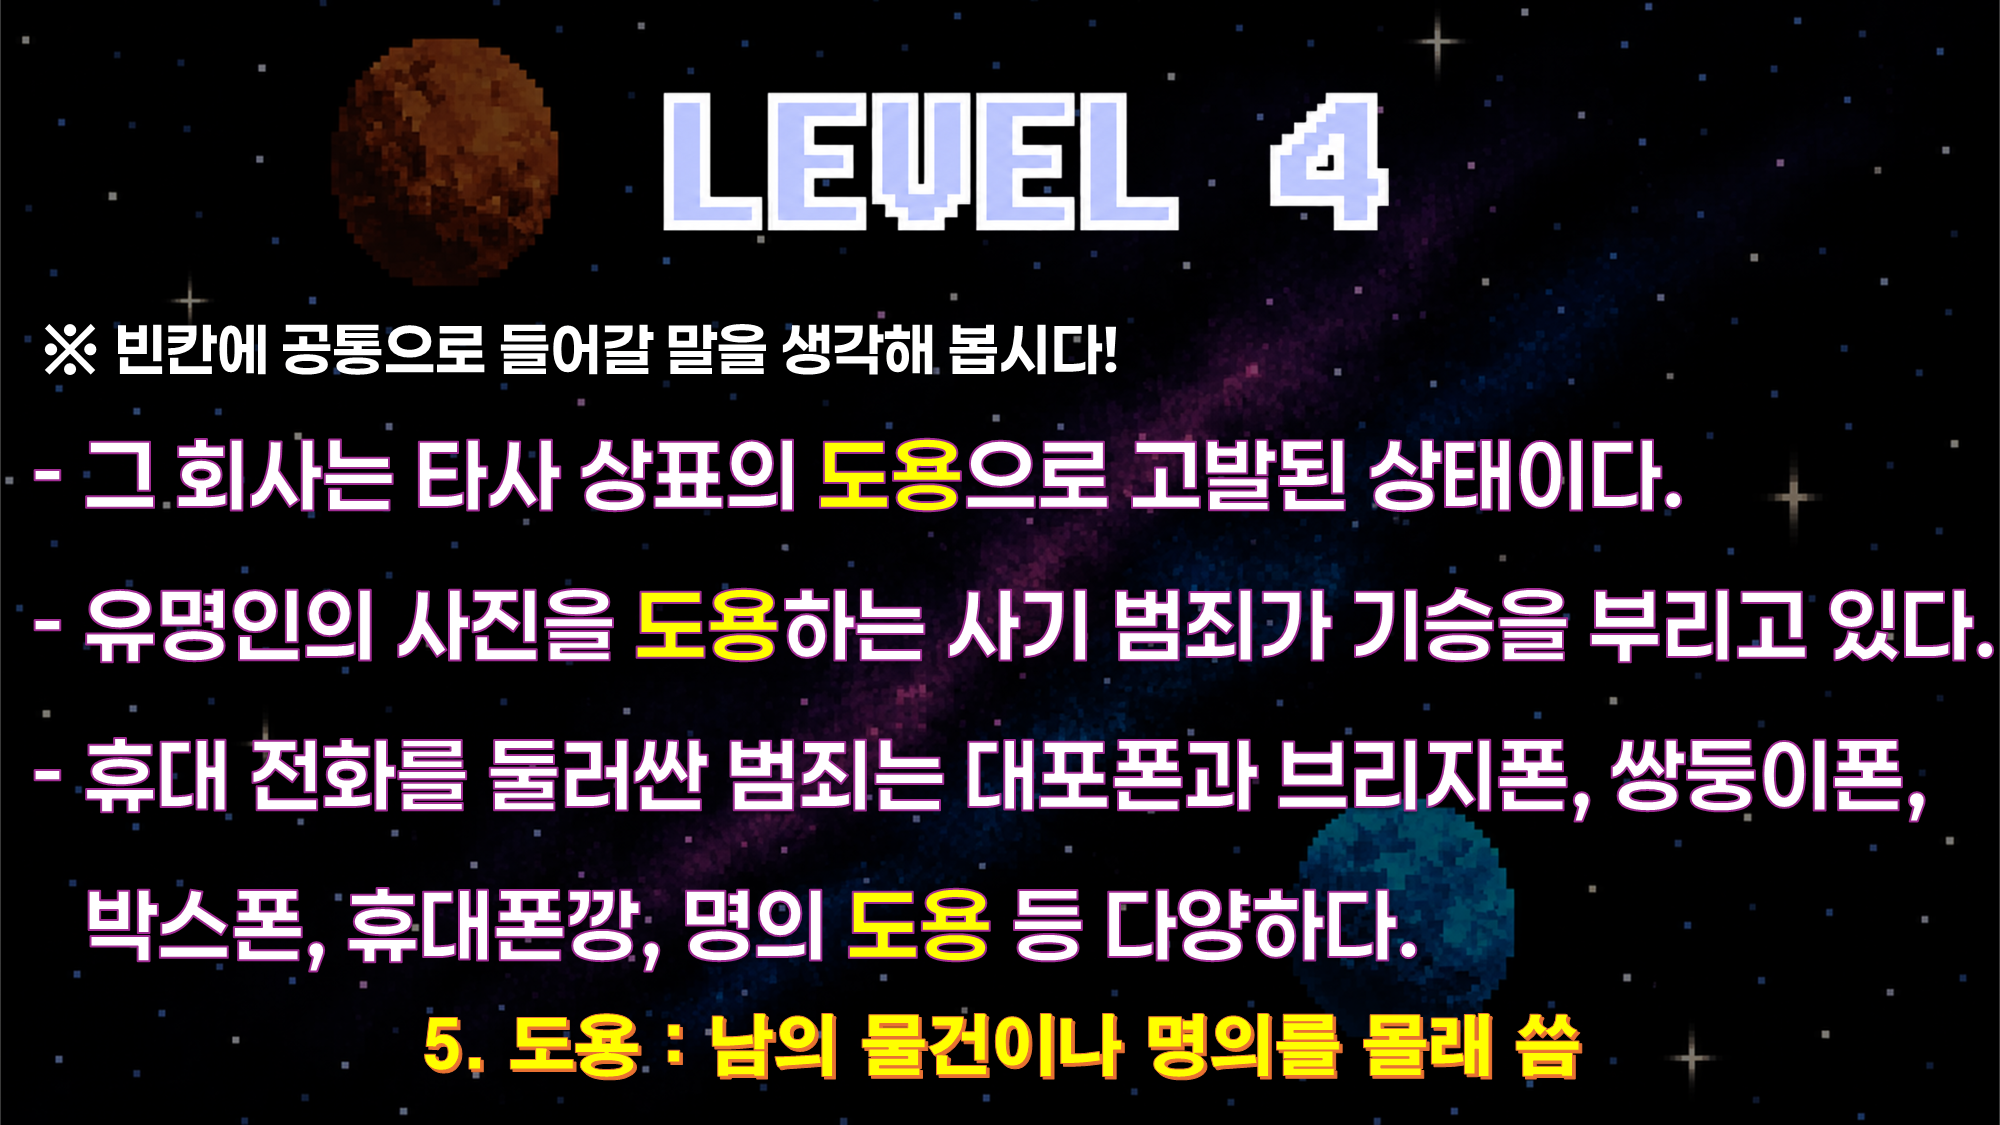 LEVEL 4
※ 빈칸에 공통으로 들어갈 말을 생각해 봅시다!
- 그 회사는 타사 상표의 도용으로 고발된 상태이다.
- 유명인의 사진을 도용하는 사기 범죄가 기승을 부리고 있다.
- 휴대 전화를 둘러싼 범죄는 대포폰과 브리지폰, 쌍둥이폰,
박스폰, 휴대폰깡, 명의 도용 등 다양하다.
5. 도용 : 남의 물건이나 명의를 몰래 씀